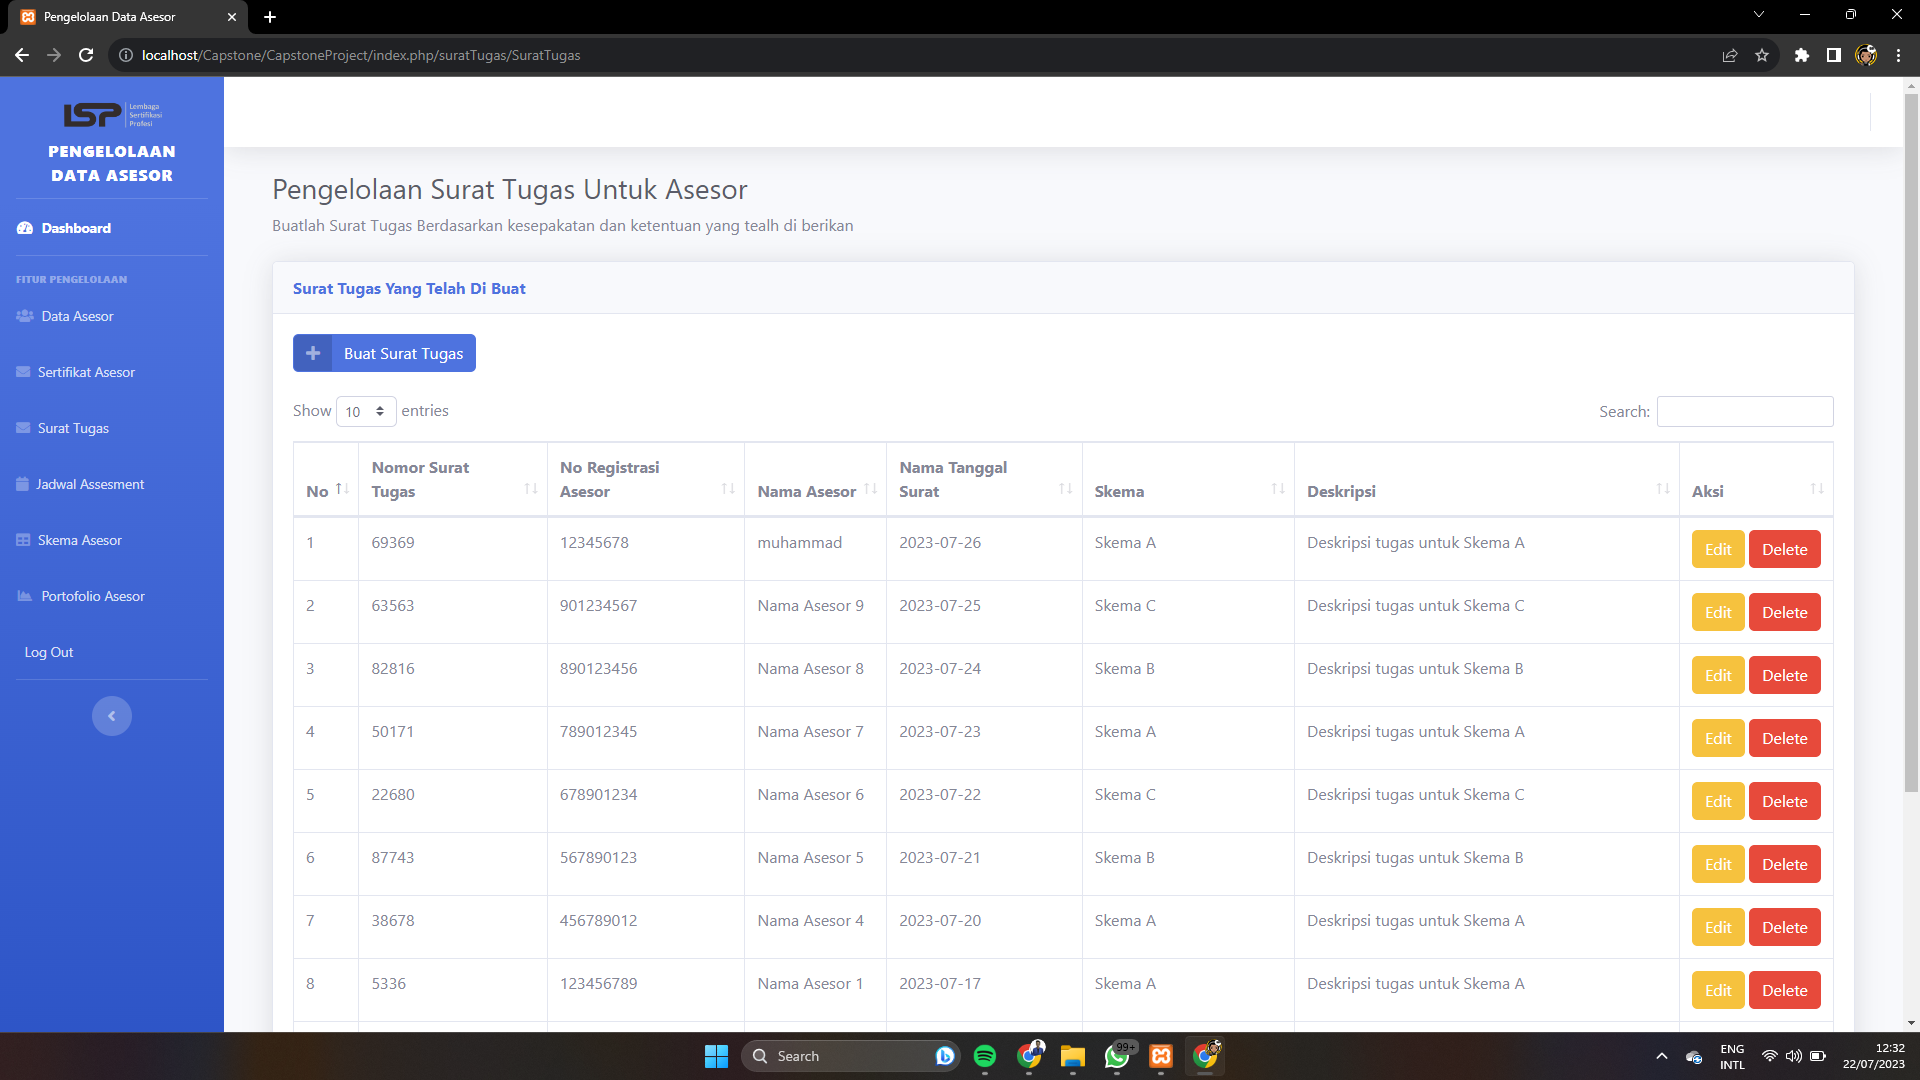 Pengelolaan Data Asesor
localhost/Capstone/CapstoneProject/index.php/suratTugas/SuratTugas
LSP Lembaga Sertifikasi Profesi
PENGELOLAAN
DATA ASESOR
Dashboard
FITUR PENGELOLAAN
Data Asesor
Sertifikat Asesor
Surat Tugas
Jadwal Assesment
Skema Asesor
Portofolio Asesor
Log Out
Pengelolaan Surat Tugas Untuk Asesor
Buatlah Surat Tugas Berdasarkan kesepakatan dan ketentuan yang tealh di berikan
Surat Tugas Yang Telah Di Buat
Buat Surat Tugas
Show 10 entries
Search:
No Nomor Surat Tugas No Registrasi Asesor Nama Asesor Nama Tanggal Surat Skema Deskripsi Aksi
1 69369 12345678 muhammad 2023-07-26 Skema A Deskripsi tugas untuk Skema A Edit Delete
2 63563 901234567 Nama Asesor 9 2023-07-25 Skema C Deskripsi tugas untuk Skema C Edit Delete
3 82816 890123456 Nama Asesor 8 2023-07-24 Skema B Deskripsi tugas untuk Skema B Edit Delete
4 50171 789012345 Nama Asesor 7 2023-07-23 Skema A Deskripsi tugas untuk Skema A Edit Delete
5 22680 678901234 Nama Asesor 6 2023-07-22 Skema C Deskripsi tugas untuk Skema C Edit Delete
6 87743 567890123 Nama Asesor 5 2023-07-21 Skema B Deskripsi tugas untuk Skema B Edit Delete
7 38678 456789012 Nama Asesor 4 2023-07-20 Skema A Deskripsi tugas untuk Skema A Edit Delete
8 5336 123456789 Nama Asesor 1 2023-07-17 Skema A Deskripsi tugas untuk Skema A Edit Delete
Search
99+
ENG
INTL
12:32
22/07/2023